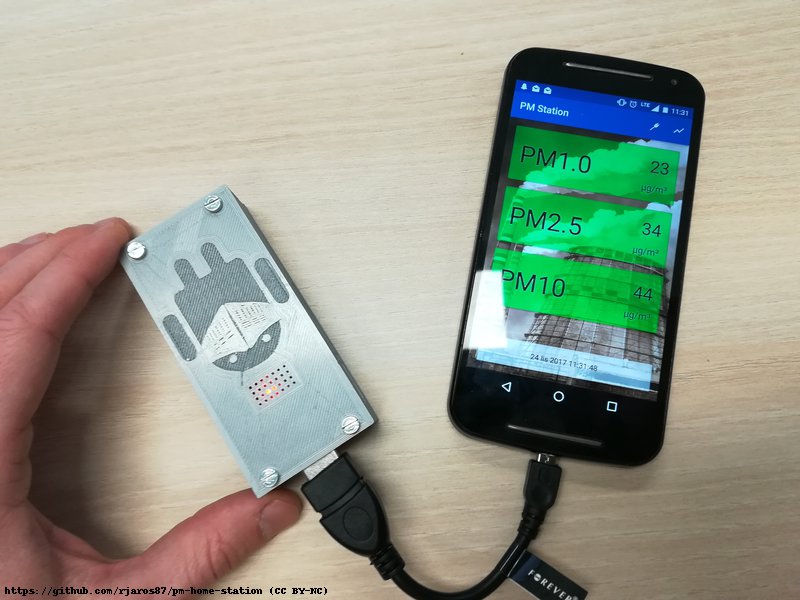 LTE 11:31
PM Station
PM1.0 23
µg/m³
PM2.5 34
µg/m³
PM10 44
µg/m³
24 lis 2017 11:31:48
FOREVER
https://github.com/rjaros87/pm-home-station (CC BY-NC)